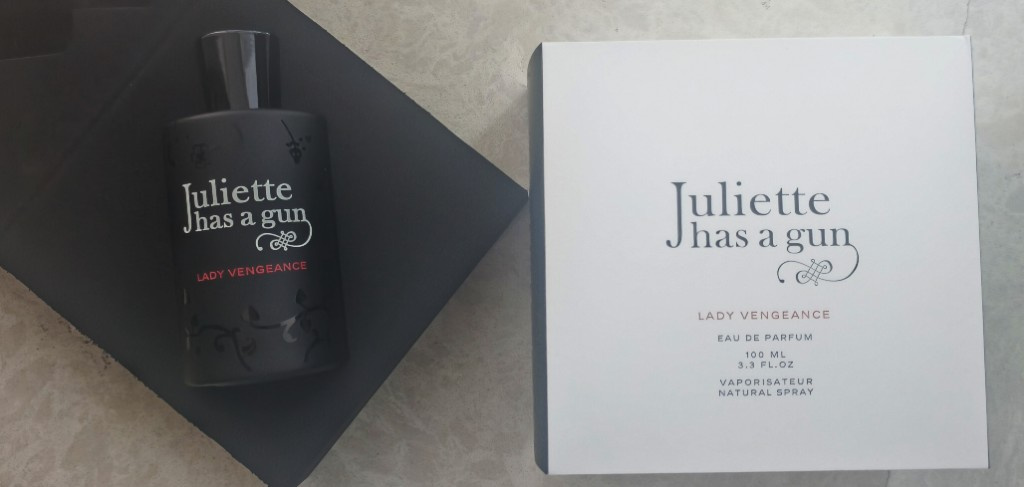 Juliette
has a gun
LADY VENGEANCE
Juliette
has a gun
LADY VENGEANCE
EAU DE PARFUM
100 ML
3.3 FL.OZ
VAPORISATEUR
NATURAL SPRAY